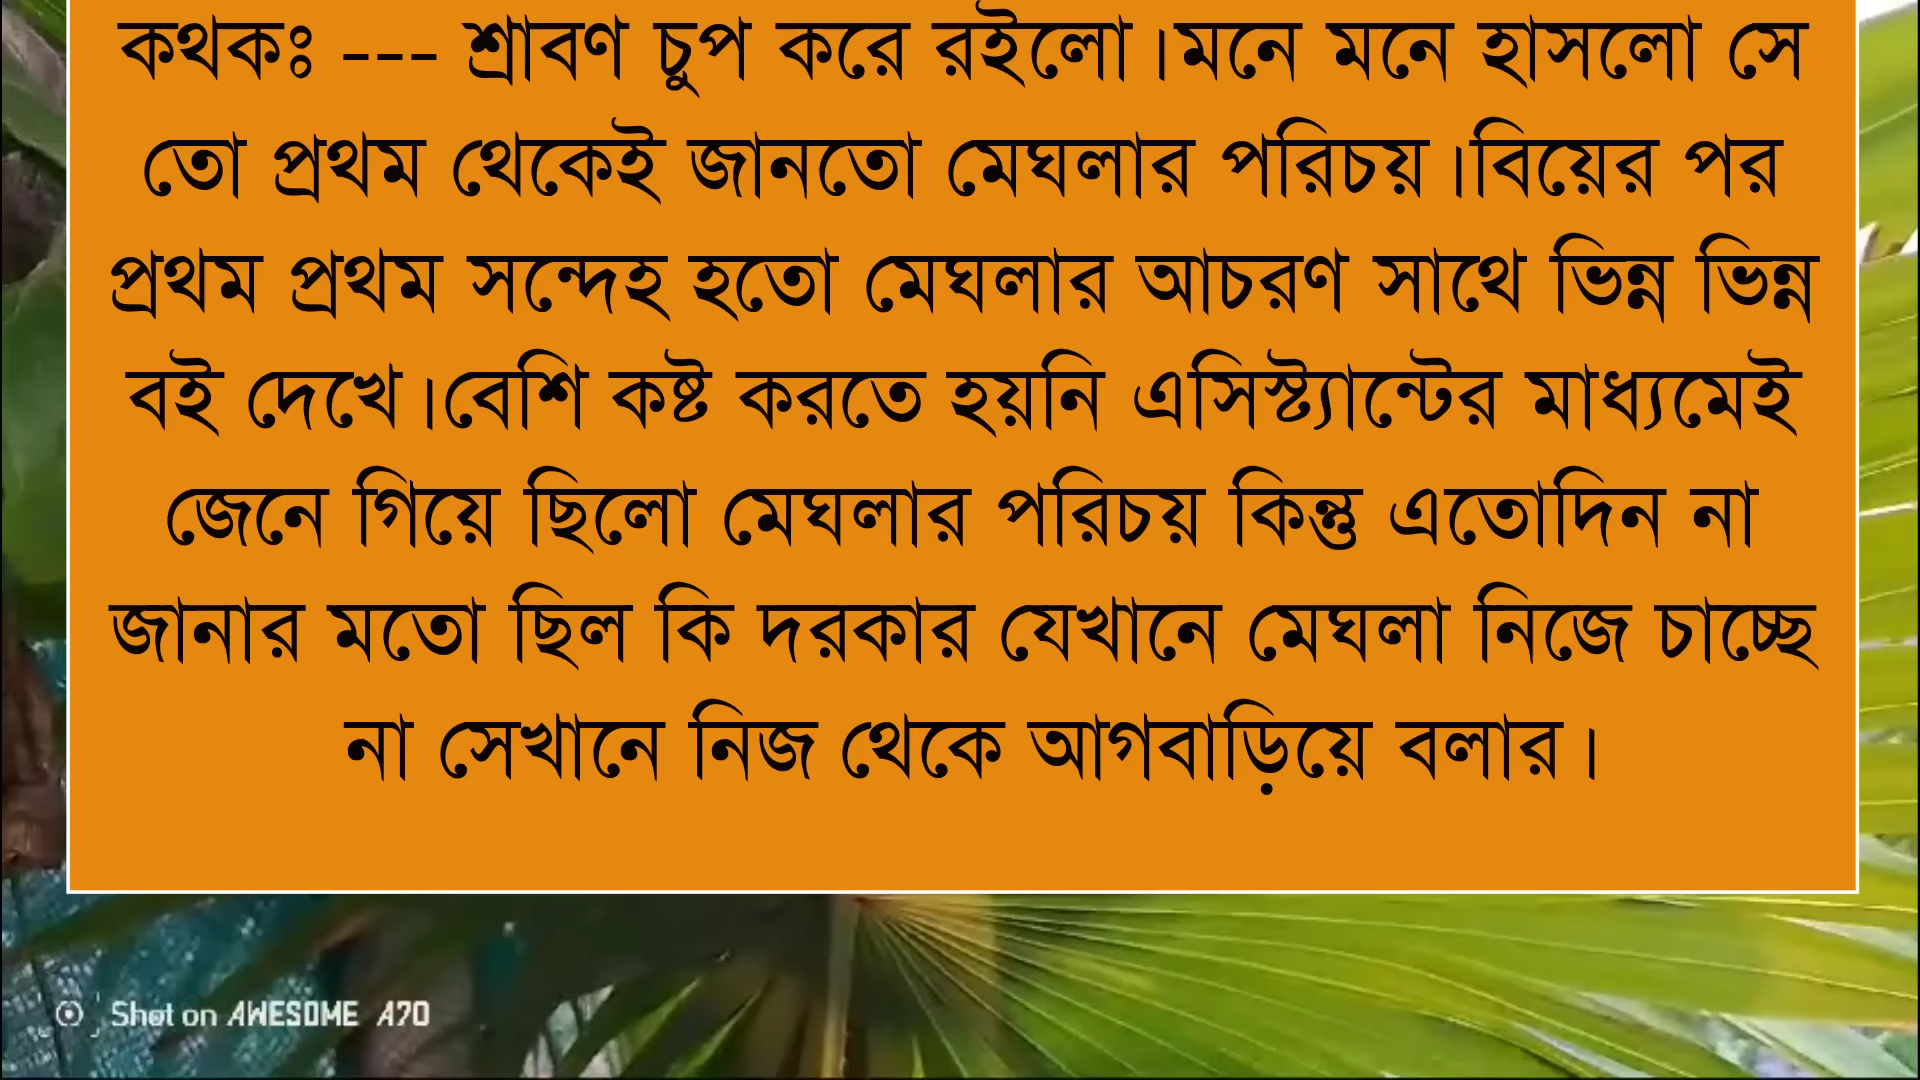 কথকঃ --- শ্রাবণ চুপ করে রইলো।মনে মনে হাসলো সে
তো প্রথম থেকেই জানতো মেঘলার পরিচয়।বিয়ের পর
প্রথম প্রথম সন্দেহ হতো মেঘলার আচরণ সাথে ভিন্ন ভিন্ন
বই দেখে।বেশি কষ্ট করতে হয়নি এসিস্ট্যান্টের মাধ্যমেই
জেনে গিয়ে ছিলো মেঘলার পরিচয় কিন্তু এতোদিন না
জানার মতো ছিল কি দরকার যেখানে মেঘলা নিজে চাচ্ছে
না সেখানে নিজ থেকে আগবাড়িয়ে বলার।
Shot on AWESOME A70